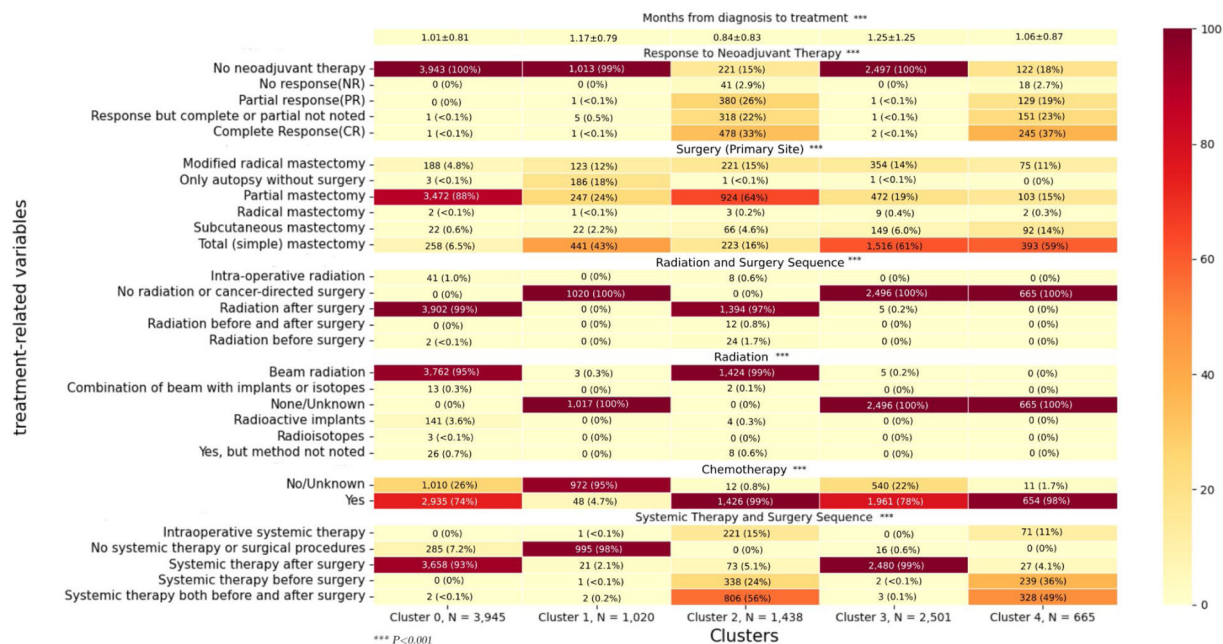 Months from diagnosis to treatment ***
1.01±0.81 1.17±0.79 0.84±0.83 1.25±1.25 1.06±0.87
Response to Neoadjuvant Therapy ***
No neoadjuvant therapy 3,943 (100%) 1,013 (99%) 221 (15%) 2,497 (100%) 122 (18%)
No response(NR) 0 (0%) 0 (0%) 41 (2.9%) 0 (0%) 18 (2.7%)
Partial response(PR) 0 (0%) 1 (<0.1%) 380 (26%) 1 (<0.1%) 129 (19%)
Response but complete or partial not noted 1 (<0.1%) 5 (0.5%) 318 (22%) 1 (<0.1%) 151 (23%)
Complete Response(CR) 1 (<0.1%) 1 (<0.1%) 478 (33%) 2 (<0.1%) 245 (37%)
Surgery (Primary Site) ***
Modified radical mastectomy 188 (4.8%) 123 (12%) 221 (15%) 354 (14%) 75 (11%)
Only autopsy without surgery 3 (<0.1%) 186 (18%) 1 (<0.1%) 1 (<0.1%) 0 (0%)
Partial mastectomy 3,472 (88%) 247 (24%) 924 (64%) 472 (19%) 103 (15%)
Radical mastectomy 2 (<0.1%) 1 (<0.1%) 3 (0.2%) 9 (0.4%) 2 (0.3%)
Subcutaneous mastectomy 22 (0.6%) 22 (2.2%) 66 (4.6%) 149 (6.0%) 92 (14%)
Total (simple) mastectomy 258 (6.5%) 441 (43%) 223 (16%) 1,516 (61%) 393 (59%)
Radiation and Surgery Sequence ***
Intra-operative radiation 41 (1.0%) 0 (0%) 8 (0.6%) 0 (0%) 0 (0%)
No radiation or cancer-directed surgery 0 (0%) 1020 (100%) 0 (0%) 2,496 (100%) 665 (100%)
Radiation after surgery 3,902 (99%) 0 (0%) 1,394 (97%) 5 (0.2%) 0 (0%)
Radiation before and after surgery 0 (0%) 0 (0%) 12 (0.8%) 0 (0%) 0 (0%)
Radiation before surgery 2 (<0.1%) 0 (0%) 24 (1.7%) 0 (0%) 0 (0%)
Radiation ***
Beam radiation 3,762 (95%) 3 (0.3%) 1,424 (99%) 5 (0.2%) 0 (0%)
Combination of beam with implants or isotopes 13 (0.3%) 0 (0%) 2 (0.1%) 0 (0%) 0 (0%)
None/Unknown 0 (0%) 1,017 (100%) 0 (0%) 2,496 (100%) 665 (100%)
Radioactive implants 141 (3.6%) 0 (0%) 4 (0.3%) 0 (0%) 0 (0%)
Radioisotopes 3 (<0.1%) 0 (0%) 0 (0%) 0 (0%) 0 (0%)
Yes, but method not noted 26 (0.7%) 0 (0%) 8 (0.6%) 0 (0%) 0 (0%)
Chemotherapy ***
No/Unknown 1,010 (26%) 972 (95%) 12 (0.8%) 540 (22%) 11 (1.7%)
Yes 2,935 (74%) 48 (4.7%) 1,426 (99%) 1,961 (78%) 654 (98%)
Systemic Therapy and Surgery Sequence ***
Intraoperative systemic therapy 0 (0%) 1 (<0.1%) 221 (15%) 0 (0%) 71 (11%)
No systemic therapy or surgical procedures 285 (7.2%) 995 (98%) 0 (0%) 16 (0.6%) 0 (0%)
Systemic therapy after surgery 3,658 (93%) 21 (2.1%) 73 (5.1%) 2,480 (99%) 27 (4.1%)
Systemic therapy before surgery 0 (0%) 1 (<0.1%) 338 (24%) 2 (<0.1%) 239 (36%)
Systemic therapy both before and after surgery 2 (<0.1%) 2 (0.2%) 806 (56%) 3 (0.1%) 328 (49%)
Cluster 0, N = 3,945 Cluster 1, N = 1,020 Cluster 2, N = 1,438 Cluster 3, N = 2,501 Cluster 4, N = 665
Clusters
*** P<0.001
treatment-related variables
100
80
60
40
20
0